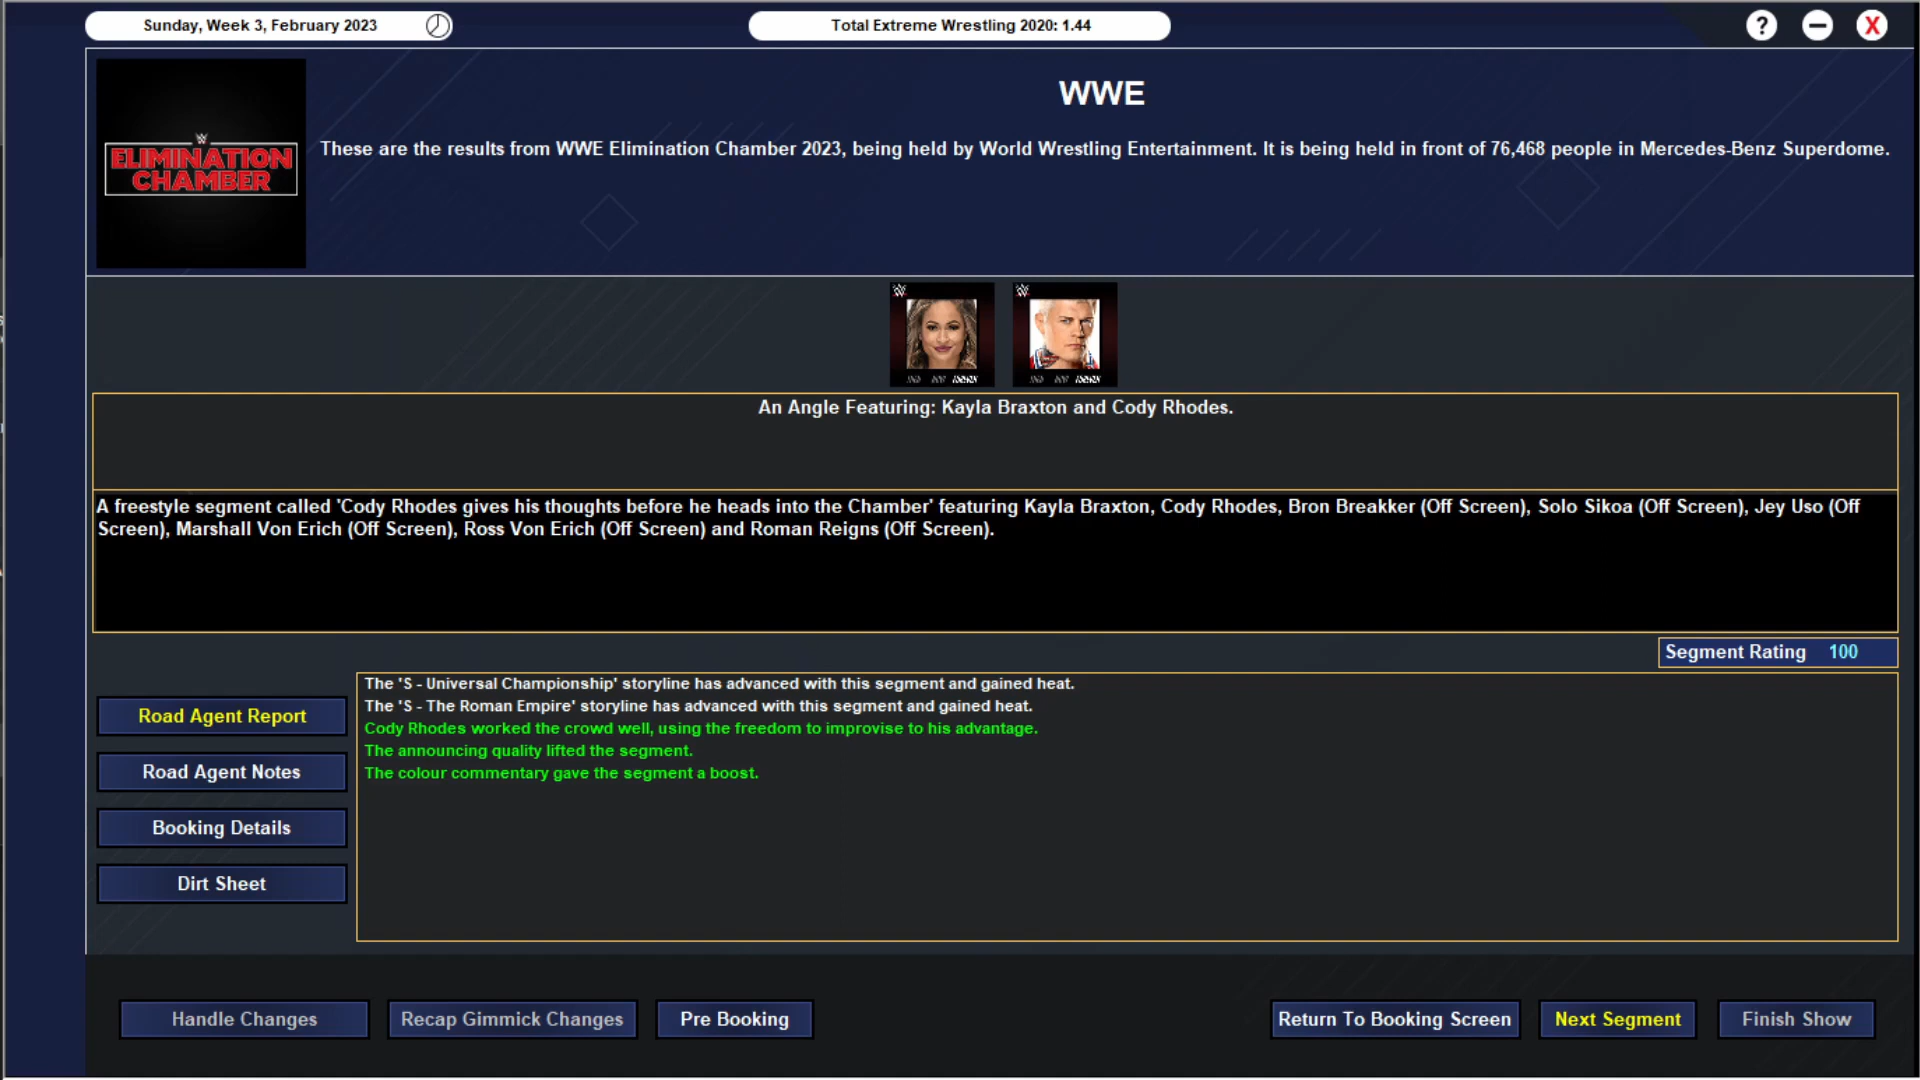 Sunday, Week 3, February 2023
Total Extreme Wrestling 2020: 1.44
?
X
WWE
ELIMINATION
CHAMBER
These are the results from WWE Elimination Chamber 2023, being held by World Wrestling Entertainment. It is being held in front of 76,468 people in Mercedes-Benz Superdome.
An Angle Featuring: Kayla Braxton and Cody Rhodes.
A freestyle segment called 'Cody Rhodes gives his thoughts before he heads into the Chamber' featuring Kayla Braxton, Cody Rhodes, Bron Breakker (Off Screen), Solo Sikoa (Off Screen), Jey Uso (Off
Screen), Marshall Von Erich (Off Screen), Ross Von Erich (Off Screen) and Roman Reigns (Off Screen).
Segment Rating 100
The 'S - Universal Championship' storyline has advanced with this segment and gained heat.
The 'S - The Roman Empire' storyline has advanced with this segment and gained heat.
Cody Rhodes worked the crowd well, using the freedom to improvise to his advantage.
The announcing quality lifted the segment.
The colour commentary gave the segment a boost.
Road Agent Report
Road Agent Notes
Booking Details
Dirt Sheet
Handle Changes
Recap Gimmick Changes
Pre Booking
Return To Booking Screen
Next Segment
Finish Show